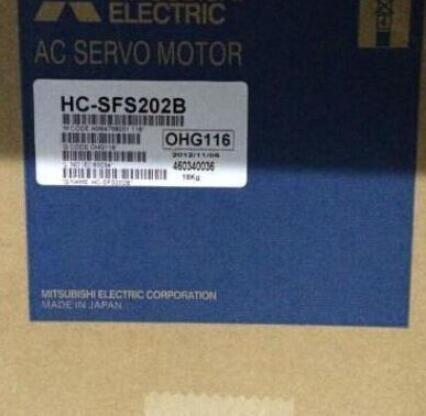 ELECTRIC
AC SERVO MOTOR
HC-SFS202B
OHG116
2012/11/06
460340036
18Kg
MITSUBISHI ELECTRIC CORPORATION
MADE IN JAPAN